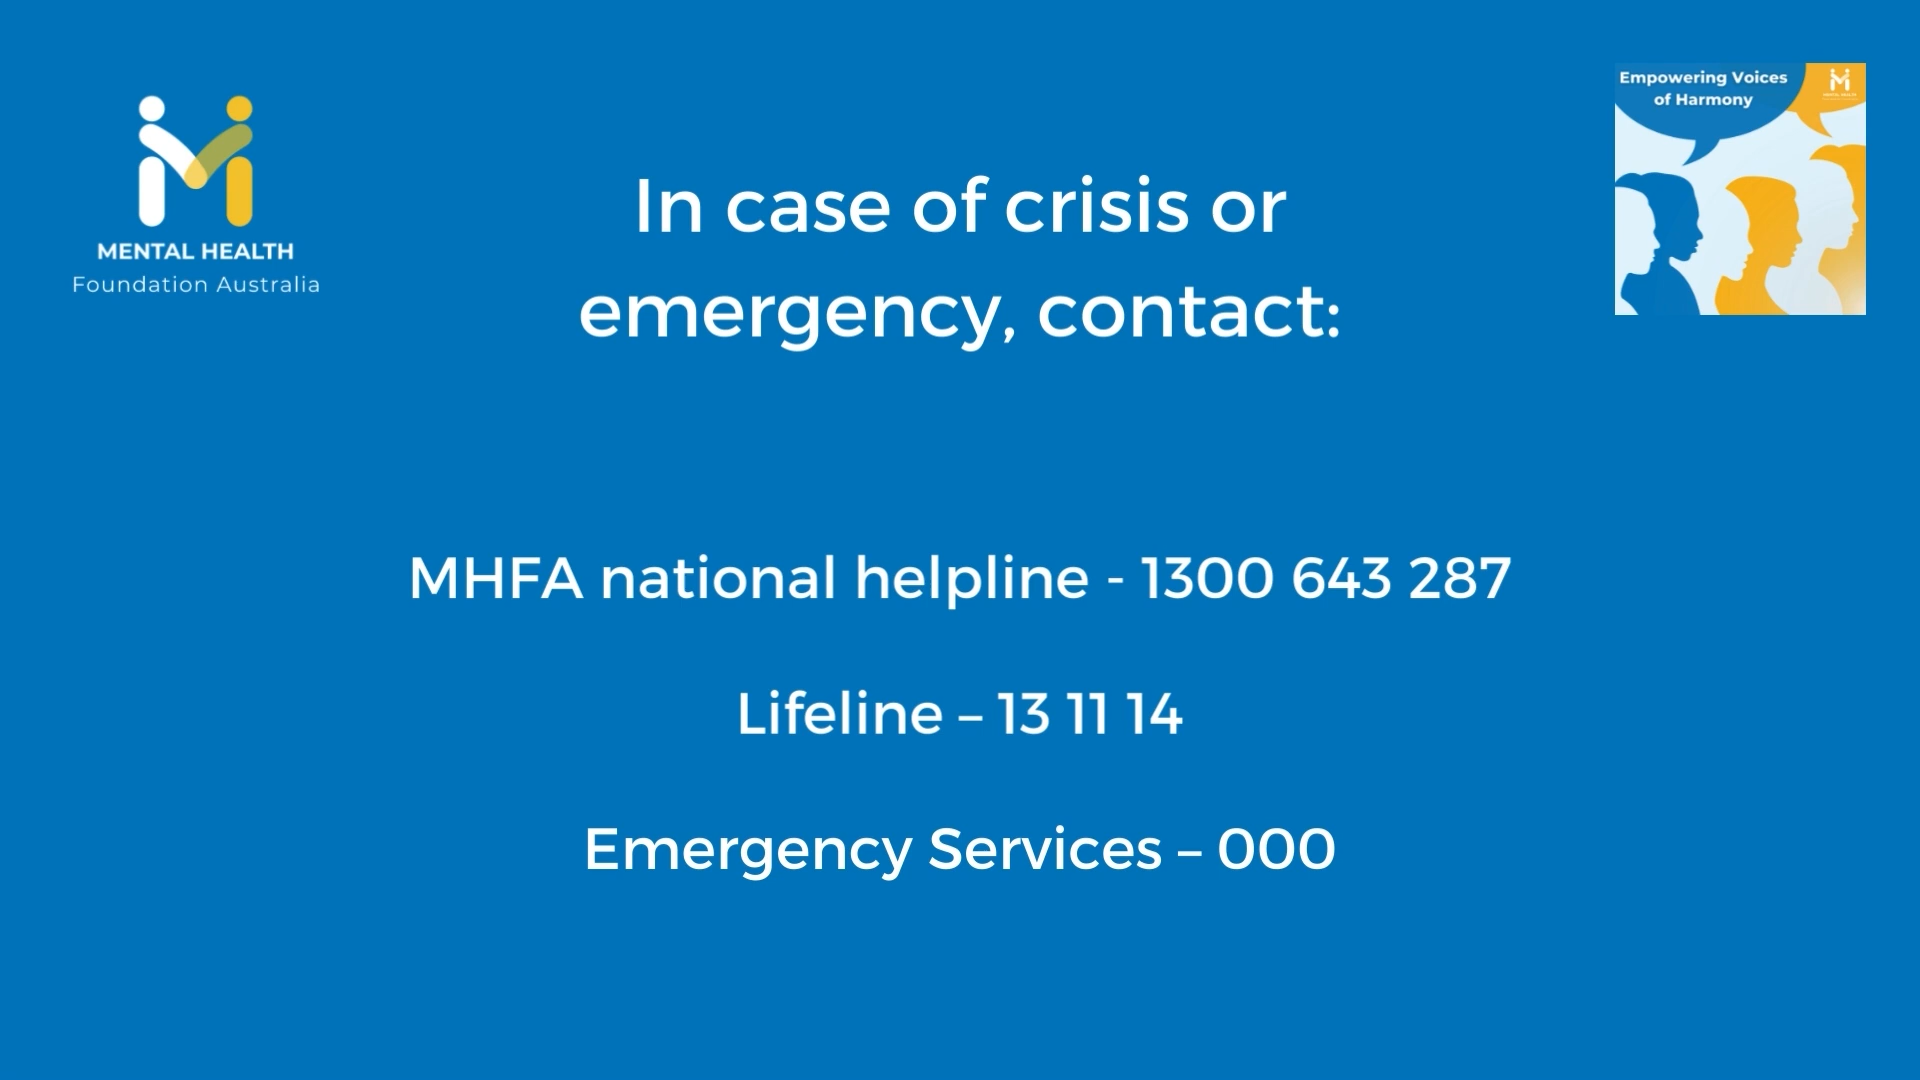 MENTAL HEALTH
Foundation Australia
Empowering Voices
of Harmony
In case of crisis or
emergency, contact:
MHFA national helpline - 1300 643 287
Lifeline – 13 11 14
Emergency Services – 000